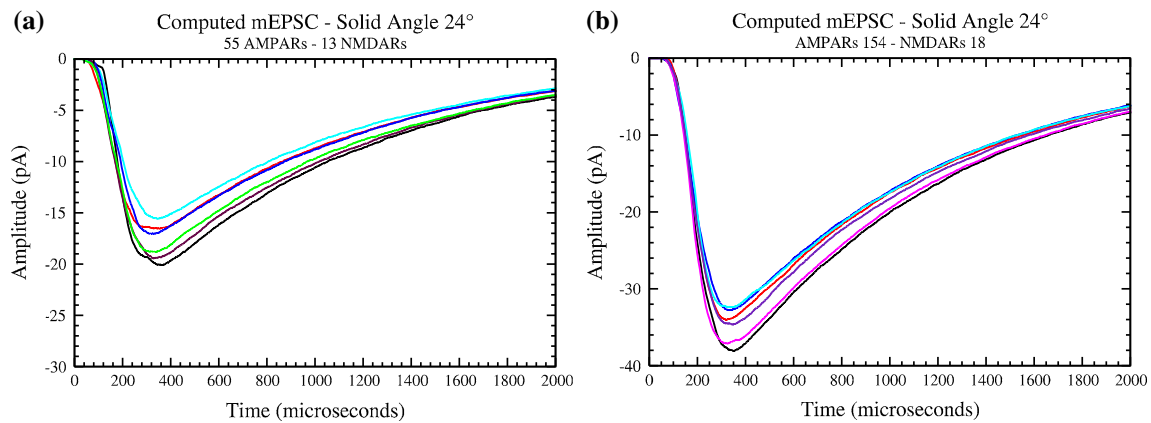 (a)
Computed mEPSC - Solid Angle 24°
55 AMPARs - 13 NMDARs
0
-5
-10
-15
-20
-25
-30
Amplitude (pA)
0 200 400 600 800 1000 1200 1400 1600 1800 2000
Time (microseconds)
(b)
Computed mEPSC - Solid Angle 24°
AMPARs 154 - NMDARs 18
0
-10
-20
-30
-40
Amplitude (pA)
0 200 400 600 800 1000 1200 1400 1600 1800 2000
Time (microseconds)